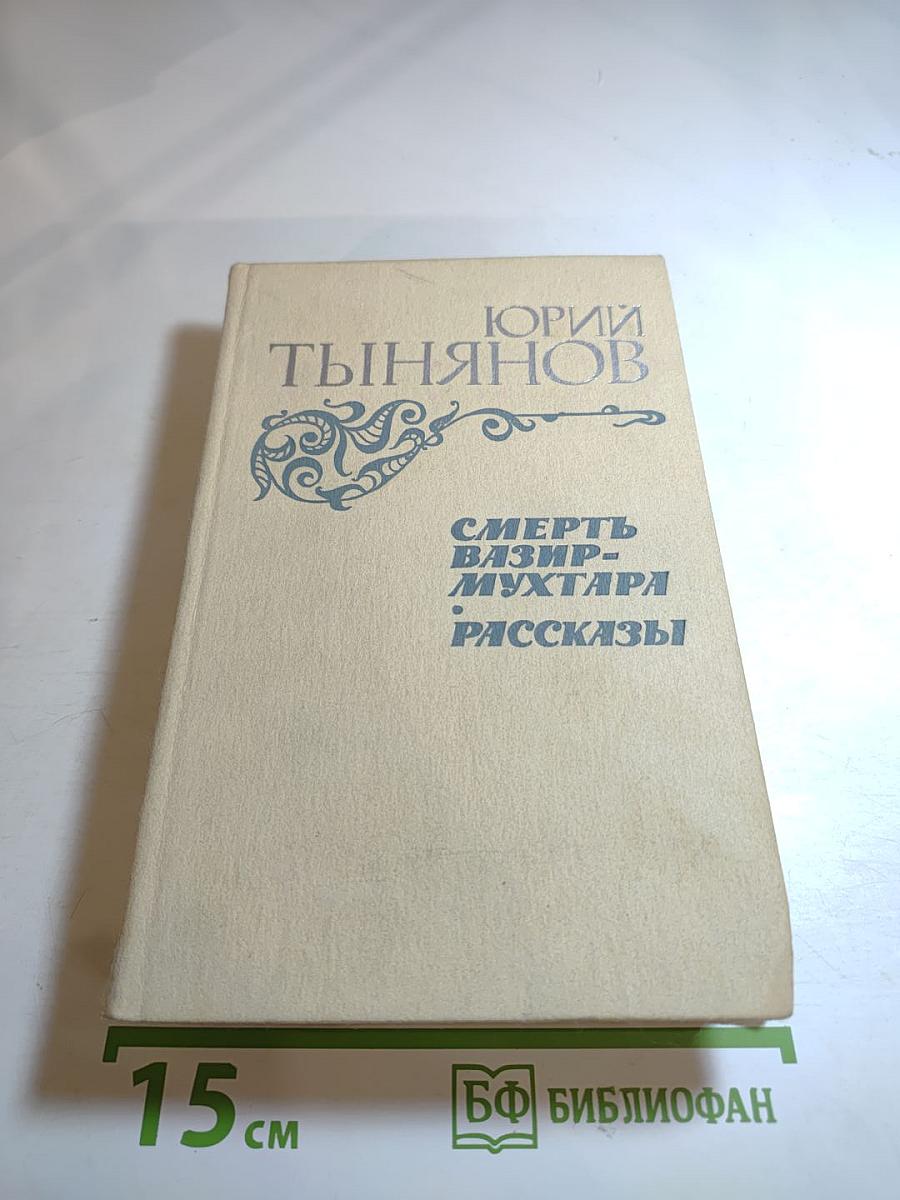 ЮРИЙ
ТЫНЯНОВ
СМЕРТЬ
ВАЗИР-
МУХТАРА
•
РАССКАЗЫ
15 см
БФ БИБЛИОФАН